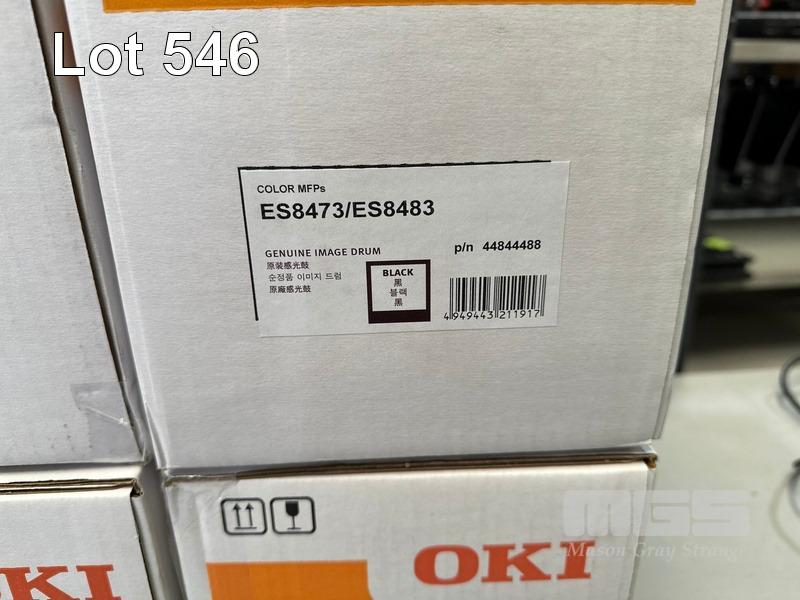 Lot 546
COLOR MFPs
ES8473/ES8483
GENUINE IMAGE DRUM
p/n 44844488
原装感光鼓
순정품 이미지 드럼
原廠感光鼓
BLACK
黑
블랙
黑
4949443211917
OKI
OKI
MGS
Mason Gray Strange